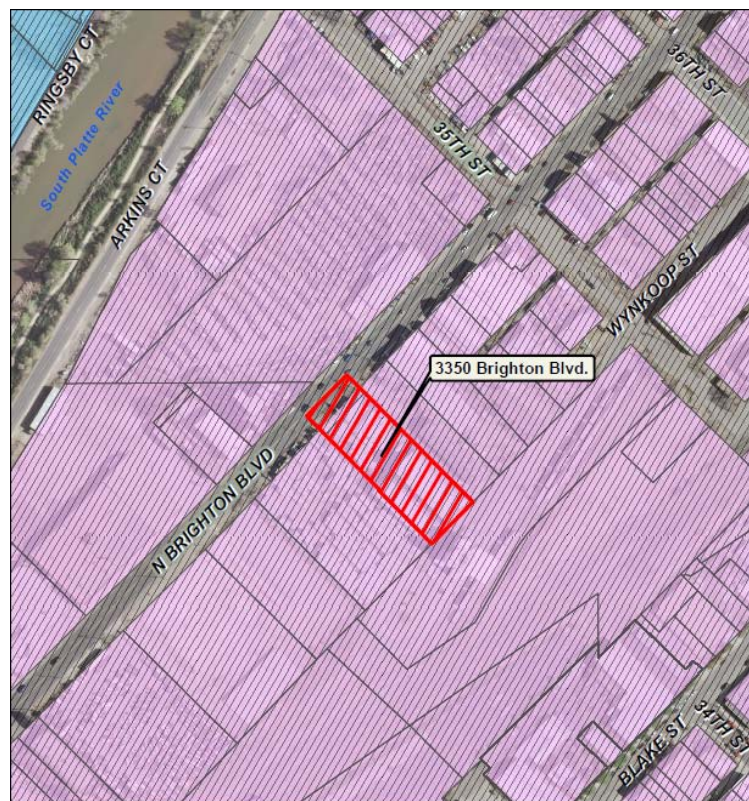 RINGSBY CT
South Platte River
ARKINS CT
36TH ST
35TH ST
WYNKOOP ST
3350 Brighton Blvd.
N BRIGHTON BLVD
34TH ST
BLAKE ST